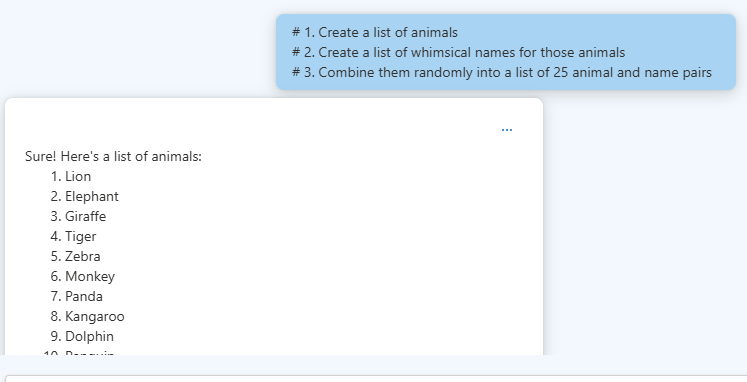 # 1. Create a list of animals
# 2. Create a list of whimsical names for those animals
# 3. Combine them randomly into a list of 25 animal and name pairs
...
Sure! Here's a list of animals:
1. Lion
2. Elephant
3. Giraffe
4. Tiger
5. Zebra
6. Monkey
7. Panda
8. Kangaroo
9. Dolphin
10. Penguin